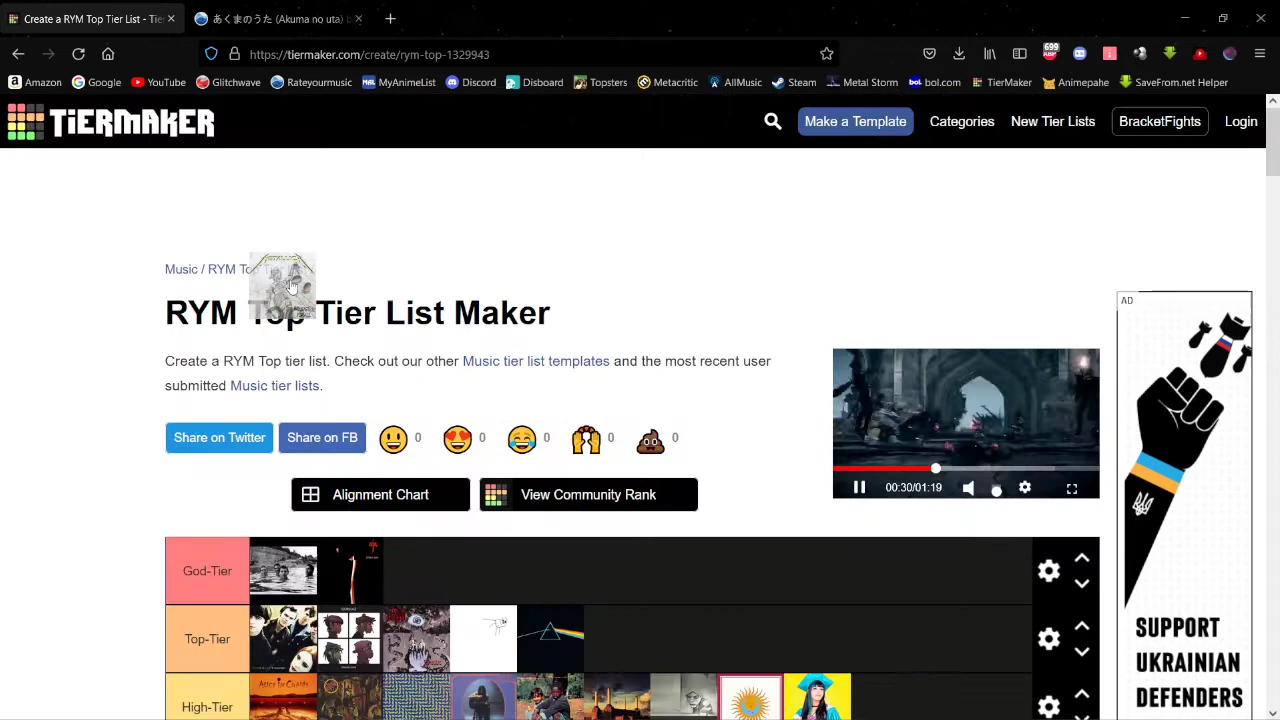 Create a RYM Top Tier List - Tie
あくまのうた (Akuma no uta) b
https://tiermaker.com/create/rym-top-1329943
699
Amazon
Google
YouTube
Glitchwave
Rateyourmusic
MyAnimeList
Discord
Disboard
Topsters
Metacritic
AllMusic
Steam
Metal Storm
bol.com
TierMaker
Animepahe
SaveFrom.net Helper
TiERMAKER
Make a Template
Categories
New Tier Lists
BracketFights
Login
Music / RYM To
RYM Top Tier List Maker
Create a RYM Top tier list. Check out our other Music tier list templates and the most recent user
submitted Music tier lists.
Share on Twitter
Share on FB
0
0
0
0
0
Alignment Chart
View Community Rank
00:30/01:19
AD
God-Tier
Top-Tier
High-Tier
ALICE IN CHAINS
SUPPORT
UKRAINIAN
DEFENDERS